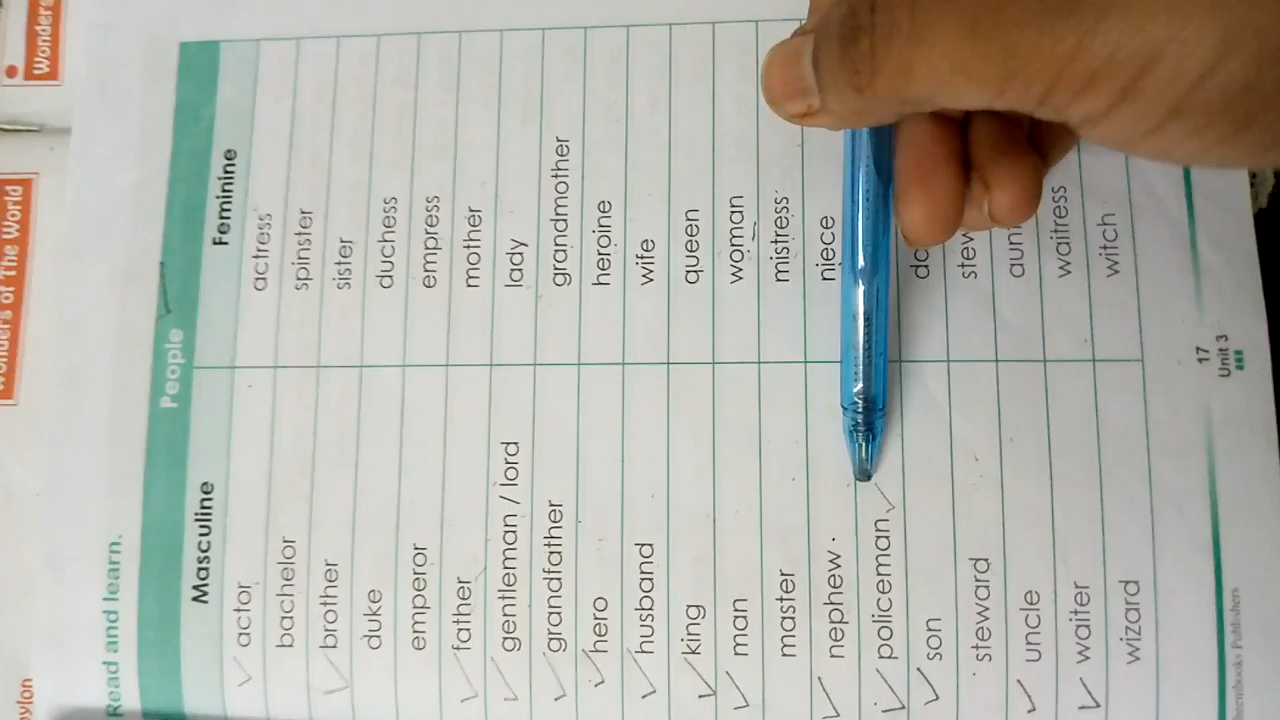 Wonders
Wonders of The World
ylon
Read and learn.
People
Masculine Feminine
actor actress
bachelor spinster
brother sister
duke duchess
emperor empress
father mother
gentleman / lord lady
grandfather grandmother
hero heroine
husband wife
king queen
man woman
master mistress
nephew niece
policeman
son
steward
uncle
waiter waitress
wizard witch
17
Unit 3